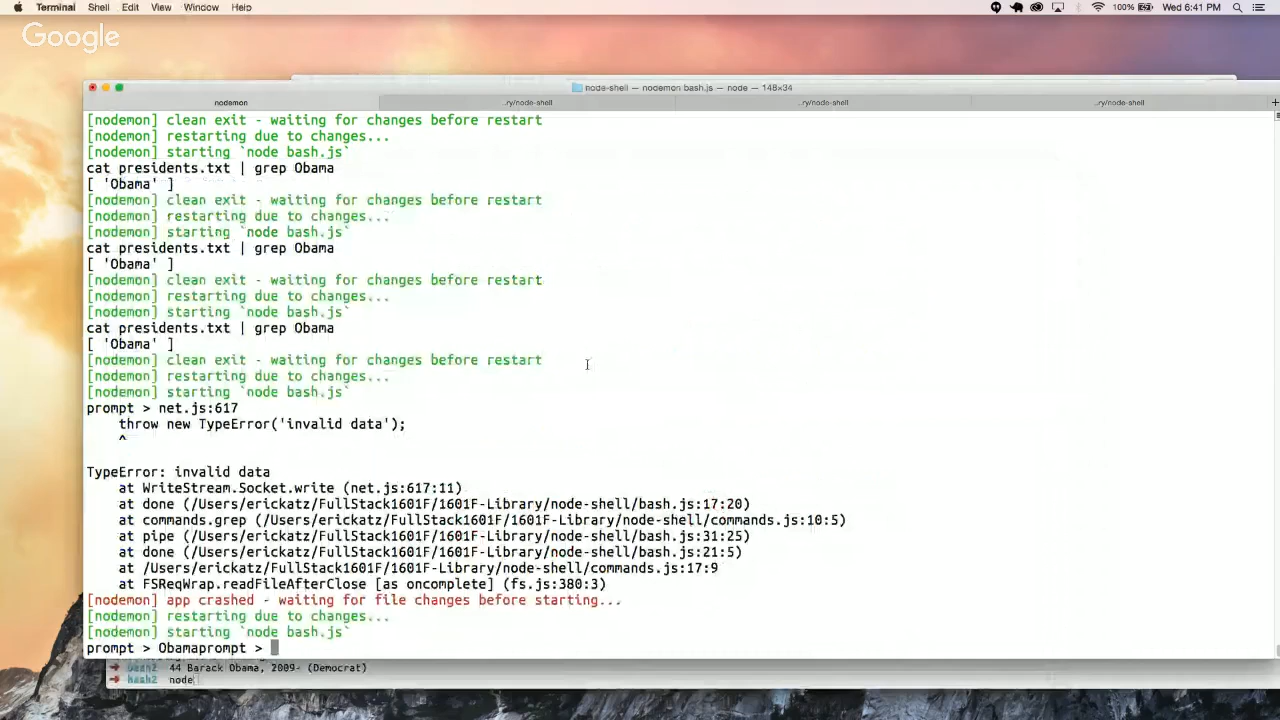 Terminal Shell Edit View Window Help 100% Wed 6:41 PM
Google
node-shell — nodemon bash.js — node — 148×34
nodemon ...ry/node-shell ...ry/node-shell ...ry/node-shell
[nodemon] clean exit - waiting for changes before restart
[nodemon] restarting due to changes...
[nodemon] starting `node bash.js`
cat presidents.txt | grep Obama
[ 'Obama' ]
[nodemon] clean exit - waiting for changes before restart
[nodemon] restarting due to changes...
[nodemon] starting `node bash.js`
cat presidents.txt | grep Obama
[ 'Obama' ]
[nodemon] clean exit - waiting for changes before restart
[nodemon] restarting due to changes...
[nodemon] starting `node bash.js`
cat presidents.txt | grep Obama
[ 'Obama' ]
[nodemon] clean exit - waiting for changes before restart
[nodemon] restarting due to changes...
[nodemon] starting `node bash.js`
prompt > net.js:617
throw new TypeError('invalid data');
^
TypeError: invalid data
at WriteStream.Socket.write (net.js:617:11)
at done (/Users/erickatz/FullStack1601F/1601F-Library/node-shell/bash.js:17:20)
at commands.grep (/Users/erickatz/FullStack1601F/1601F-Library/node-shell/commands.js:10:5)
at pipe (/Users/erickatz/FullStack1601F/1601F-Library/node-shell/bash.js:31:25)
at done (/Users/erickatz/FullStack1601F/1601F-Library/node-shell/bash.js:21:5)
at /Users/erickatz/FullStack1601F/1601F-Library/node-shell/commands.js:17:9
at FSReqWrap.readFileAfterClose [as oncomplete] (fs.js:380:3)
[nodemon] app crashed - waiting for file changes before starting...
[nodemon] restarting due to changes...
[nodemon] starting `node bash.js`
prompt > Obamaprompt >
bash2 44 Barack Obama, 2009- (Democrat)
bash2 node